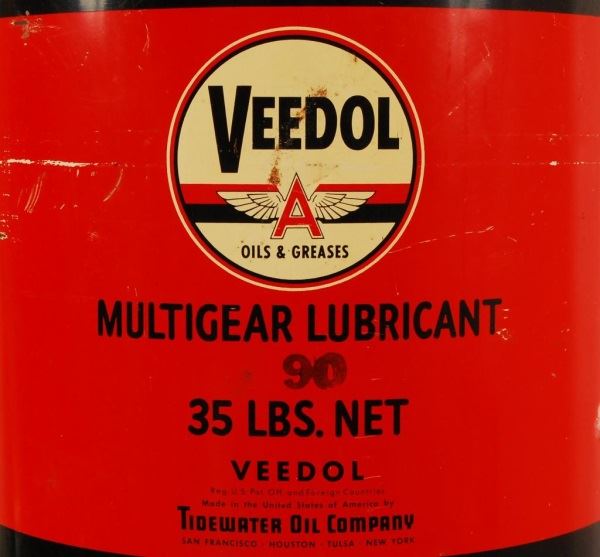 VEEDOL
A
OILS & GREASES
MULTIGEAR LUBRICANT
90
35 LBS. NET
VEEDOL
Reg. U.S. Pat. Off. and Foreign Countries
Made in the United States of America by
TIDEWATER OIL COMPANY
SAN FRANCISCO · HOUSTON · TULSA · NEW YORK